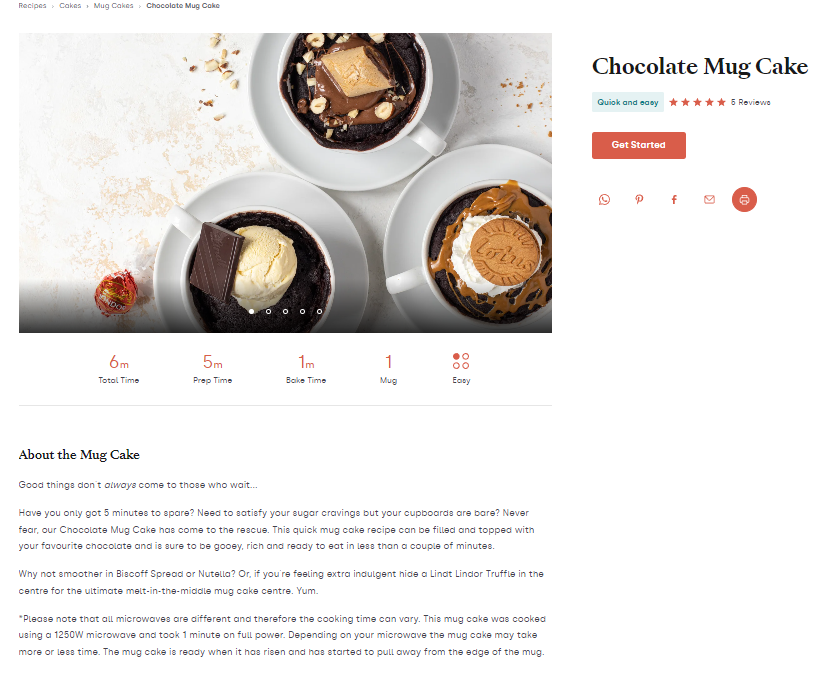 Recipes › Cakes › Mug Cakes › Chocolate Mug Cake
Chocolate Mug Cake
Quick and easy
5 Reviews
Get Started
LINDOR
Lotus
6m
Total Time
5m
Prep Time
1m
Bake Time
1
Mug
Easy
About the Mug Cake
Good things don't always come to those who wait...
Have you only got 5 minutes to spare? Need to satisfy your sugar cravings but your cupboards are bare? Never
fear, our Chocolate Mug Cake has come to the rescue. This quick mug cake recipe can be filled and topped with
your favourite chocolate and is sure to be gooey, rich and ready to eat in less than a couple of minutes.
Why not smoother in Biscoff Spread or Nutella? Or, if you're feeling extra indulgent hide a Lindt Lindor Truffle in the
centre for the ultimate melt-in-the-middle mug cake centre. Yum.
*Please note that all microwaves are different and therefore the cooking time can vary. This mug cake was cooked
using a 1250W microwave and took 1 minute on full power. Depending on your microwave the mug cake may take
more or less time. The mug cake is ready when it has risen and has started to pull away from the edge of the mug.